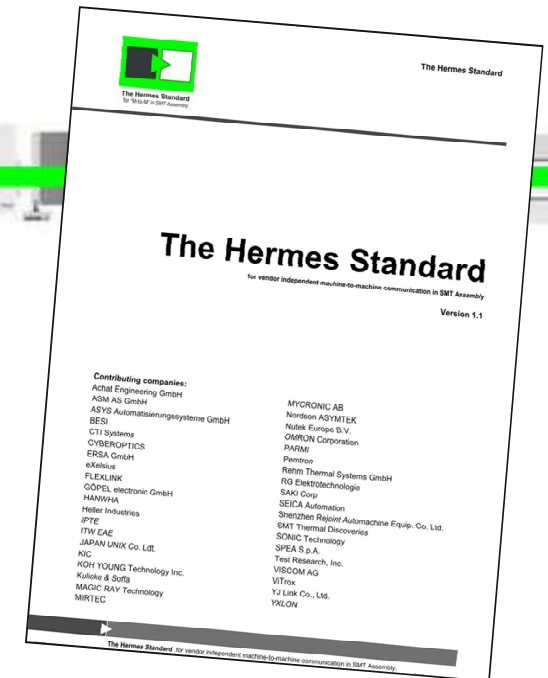 The Hermes Standard
The Hermes Standard
for "M-to-M" in SMT Assembly
The Hermes Standard
for vendor independent machine-to-machine communication in SMT Assembly
Version 1.1
Contributing companies:
Achat Engineering GmbH
ASM AS GmbH
ASYS Automatisierungssysteme GmbH
BESI
CTI Systems
CYBEROPTICS
ERSA GmbH
eXelsius
FLEXLINK
GÖPEL electronic GmbH
HANWHA
Heller Industries
IPTE
ITW EAE
JAPAN UNIX Co. Ldt.
KIC
KOH YOUNG Technology Inc.
Kulicke & Soffa
MAGIC RAY Technology
MIRTEC
MYCRONIC AB
Nordson ASYMTEK
Nutek Europe B.V.
OMRON Corporation
PARMI
Pemtron
Rehm Thermal Systems GmbH
RG Elektrotechnologie
SAKI Corp
SEICA Automation
Shenzhen Rejoint Automachine Equip. Co. Ltd.
SMT Thermal Discoveries
SONIC Technology
SPEA S.p.A.
Test Research, Inc.
VISCOM AG
ViTrox
YJ Link Co., Ltd.
YXLON
The Hermes Standard for vendor independent machine-to-machine communication in SMT Assembly.